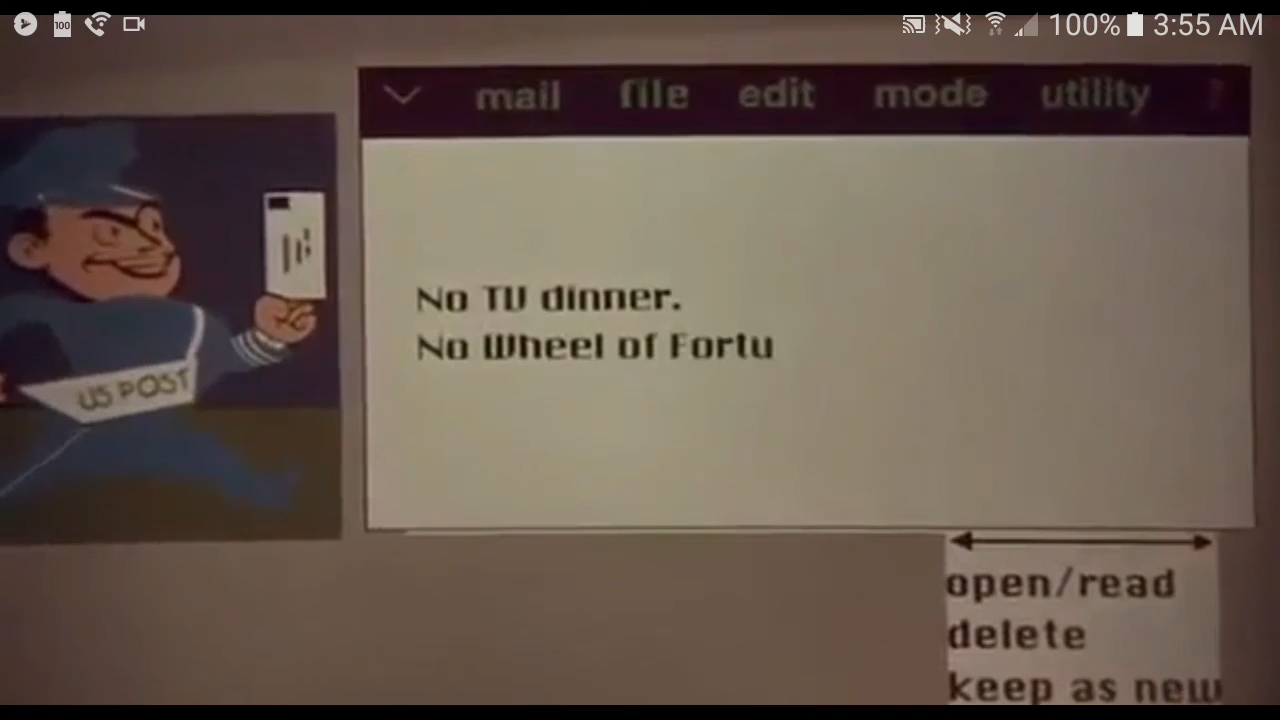 100
100% 3:55 AM
mail file edit mode utility
US POST
No TV dinner.
No Wheel of Fortu
open/read
delete
keep as new